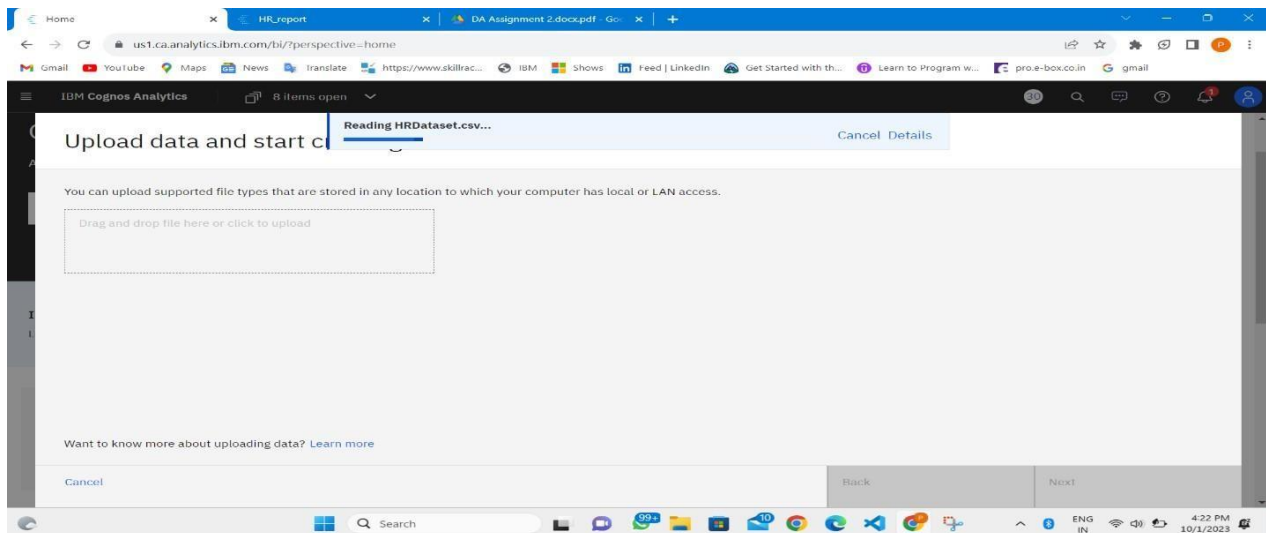 Home
HR_report
DA Assignment 2.docx.pdf - Goo
us1.ca.analytics.ibm.com/bi/?perspective=home
Gmail YouTube Maps News Translate https://www.skillrac... IBM Shows Feed | LinkedIn Get Started with th... Learn to Program w... pro.e-box.co.in gmail
IBM Cognos Analytics 8 items open 30
Reading HRDataset.csv...
Cancel Details
Upload data and start
You can upload supported file types that are stored in any location to which your computer has local or LAN access.
Drag and drop file here or click to upload
Want to know more about uploading data? Learn more
Cancel Back Next
Search 99+ 10 ENG 4:22 PM
IN 10/1/2023